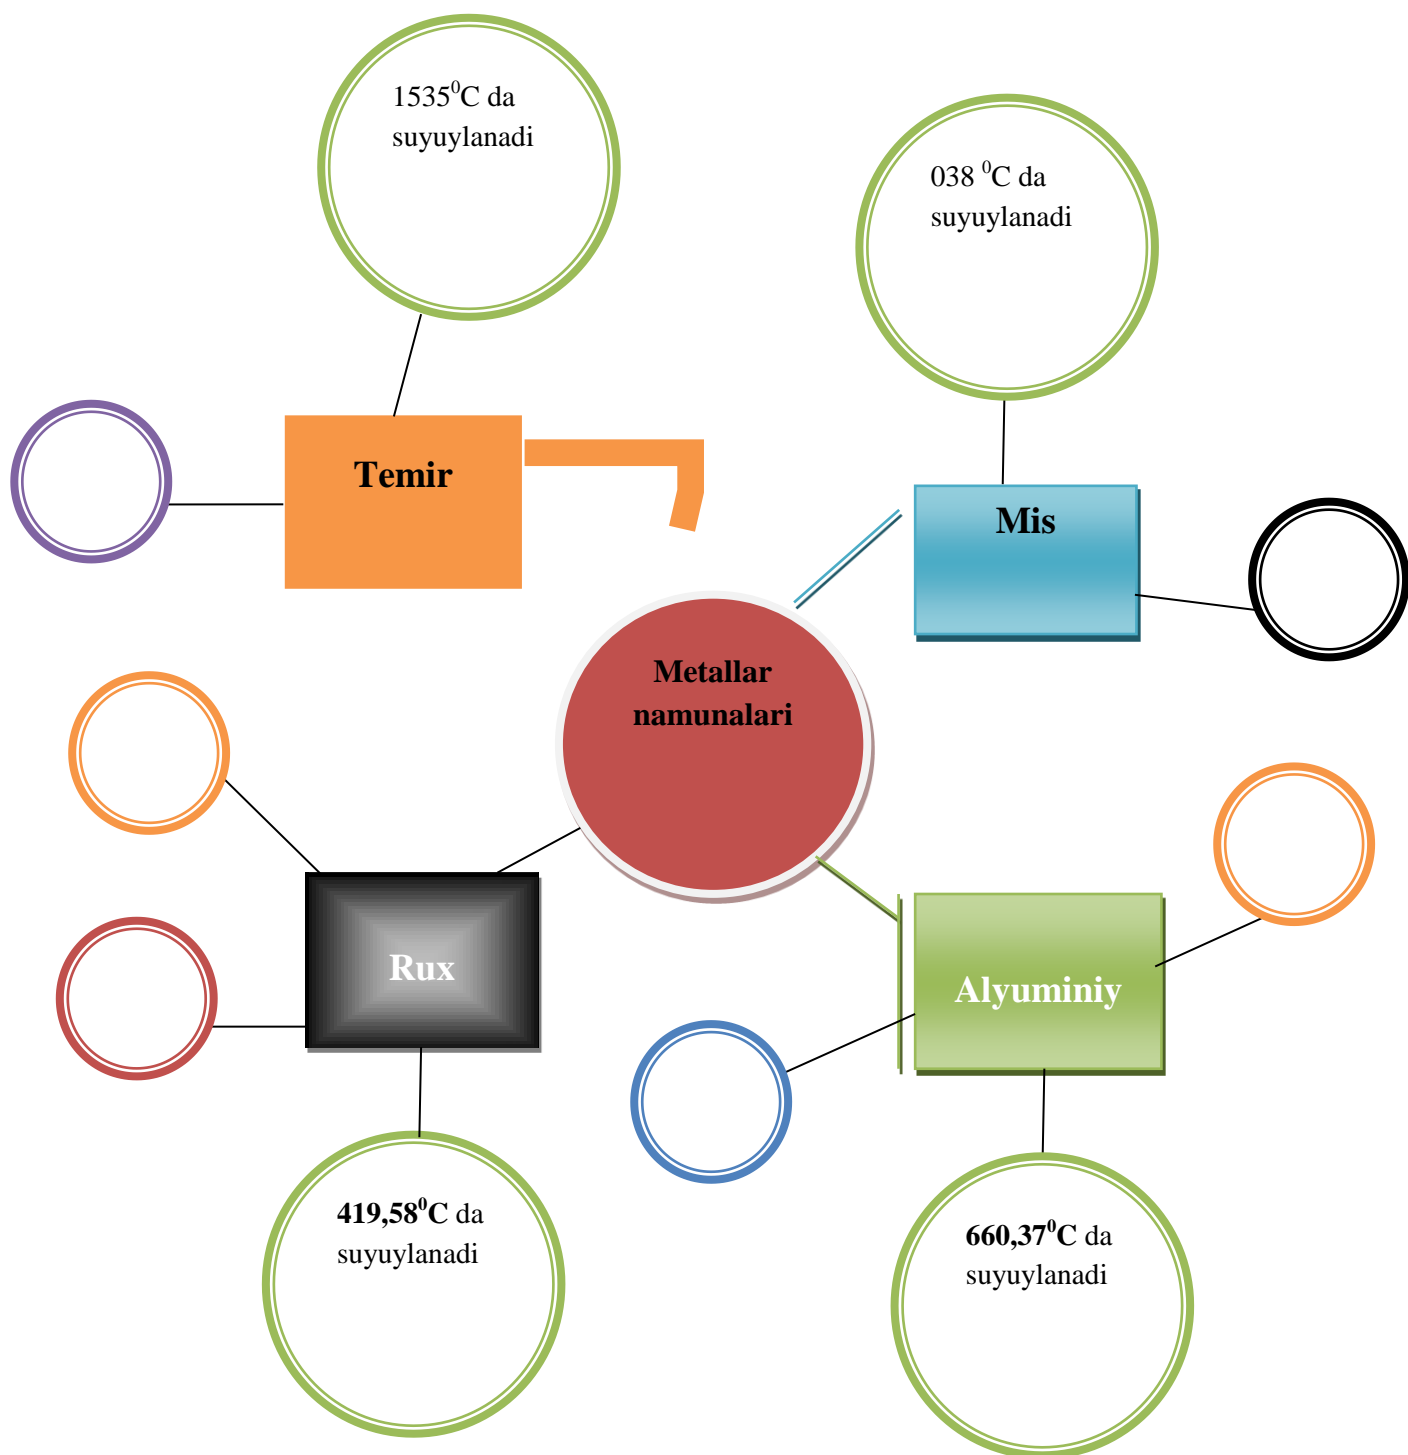 1535⁰C da
suyuylanadi
038 ⁰C da
suyuylanadi
Temir
Mis
Metallar
namunalari
Rux
Alyuminiy
419,58⁰C da
suyuylanadi
660,37⁰C da
suyuylanadi